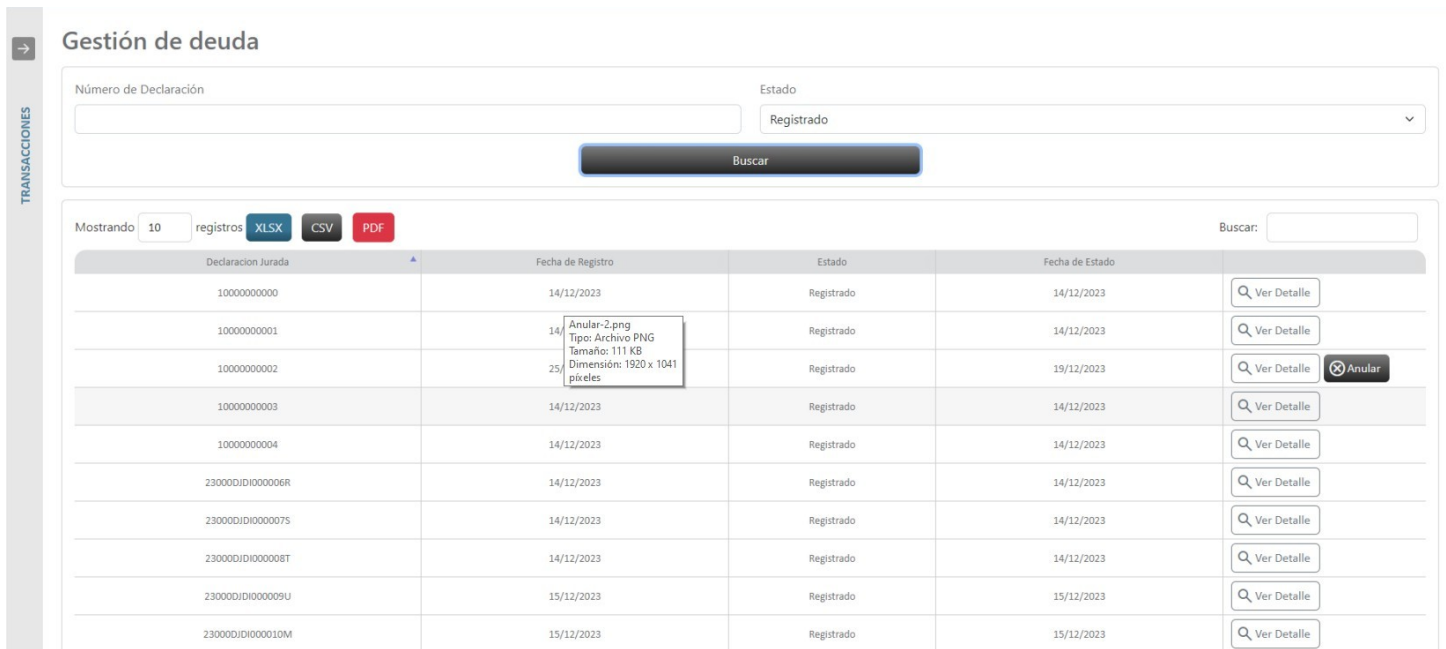 Gestión de deuda
TRANSACCIONES
Número de Declaración
Estado
Registrado
Buscar
Mostrando 10 registros XLSX CSV PDF
Buscar:
Declaracion Jurada Fecha de Registro Estado Fecha de Estado
10000000000 14/12/2023 Registrado 14/12/2023 Ver Detalle
10000000001 14/ Registrado 14/12/2023 Ver Detalle
10000000002 25/ Registrado 19/12/2023 Ver Detalle Anular
Anular-2.png
Tipo: Archivo PNG
Tamaño: 111 KB
Dimensión: 1920 x 1041
píxeles
10000000003 14/12/2023 Registrado 14/12/2023 Ver Detalle
10000000004 14/12/2023 Registrado 14/12/2023 Ver Detalle
23000DJDI000006R 14/12/2023 Registrado 14/12/2023 Ver Detalle
23000DJDI000007S 14/12/2023 Registrado 14/12/2023 Ver Detalle
23000DJDI000008T 14/12/2023 Registrado 14/12/2023 Ver Detalle
23000DJDI000009U 15/12/2023 Registrado 15/12/2023 Ver Detalle
23000DJDI000010M 15/12/2023 Registrado 15/12/2023 Ver Detalle